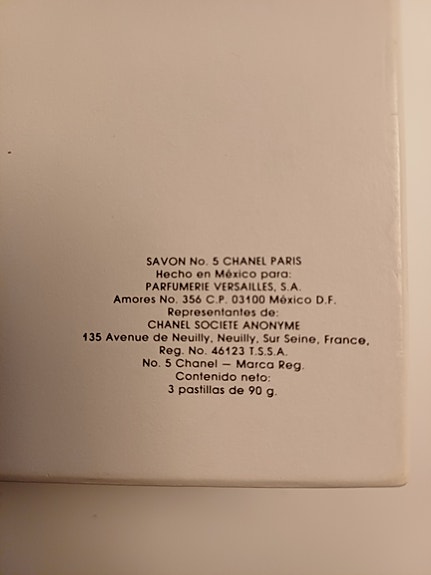 SAVON No. 5 CHANEL PARIS
Hecho en México para:
PARFUMERIE VERSAILLES, S.A.
Amores No. 356 C.P. 03100 México D.F.
Representantes de:
CHANEL SOCIETE ANONYME
135 Avenue de Neuilly, Neuilly, Sur Seine, France,
Reg. No. 46123 T.S.S.A.
No. 5 Chanel — Marca Reg.
Contenido neto:
3 pastillas de 90 g.